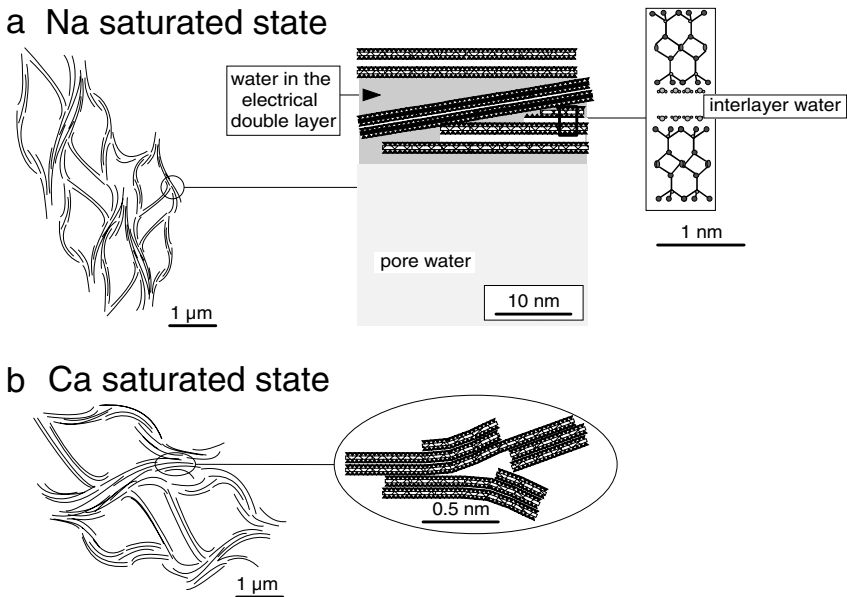 a Na saturated state
water in the
electrical
double layer
interlayer water
1 nm
pore water
10 nm
1 µm
b Ca saturated state
0.5 nm
1 µm